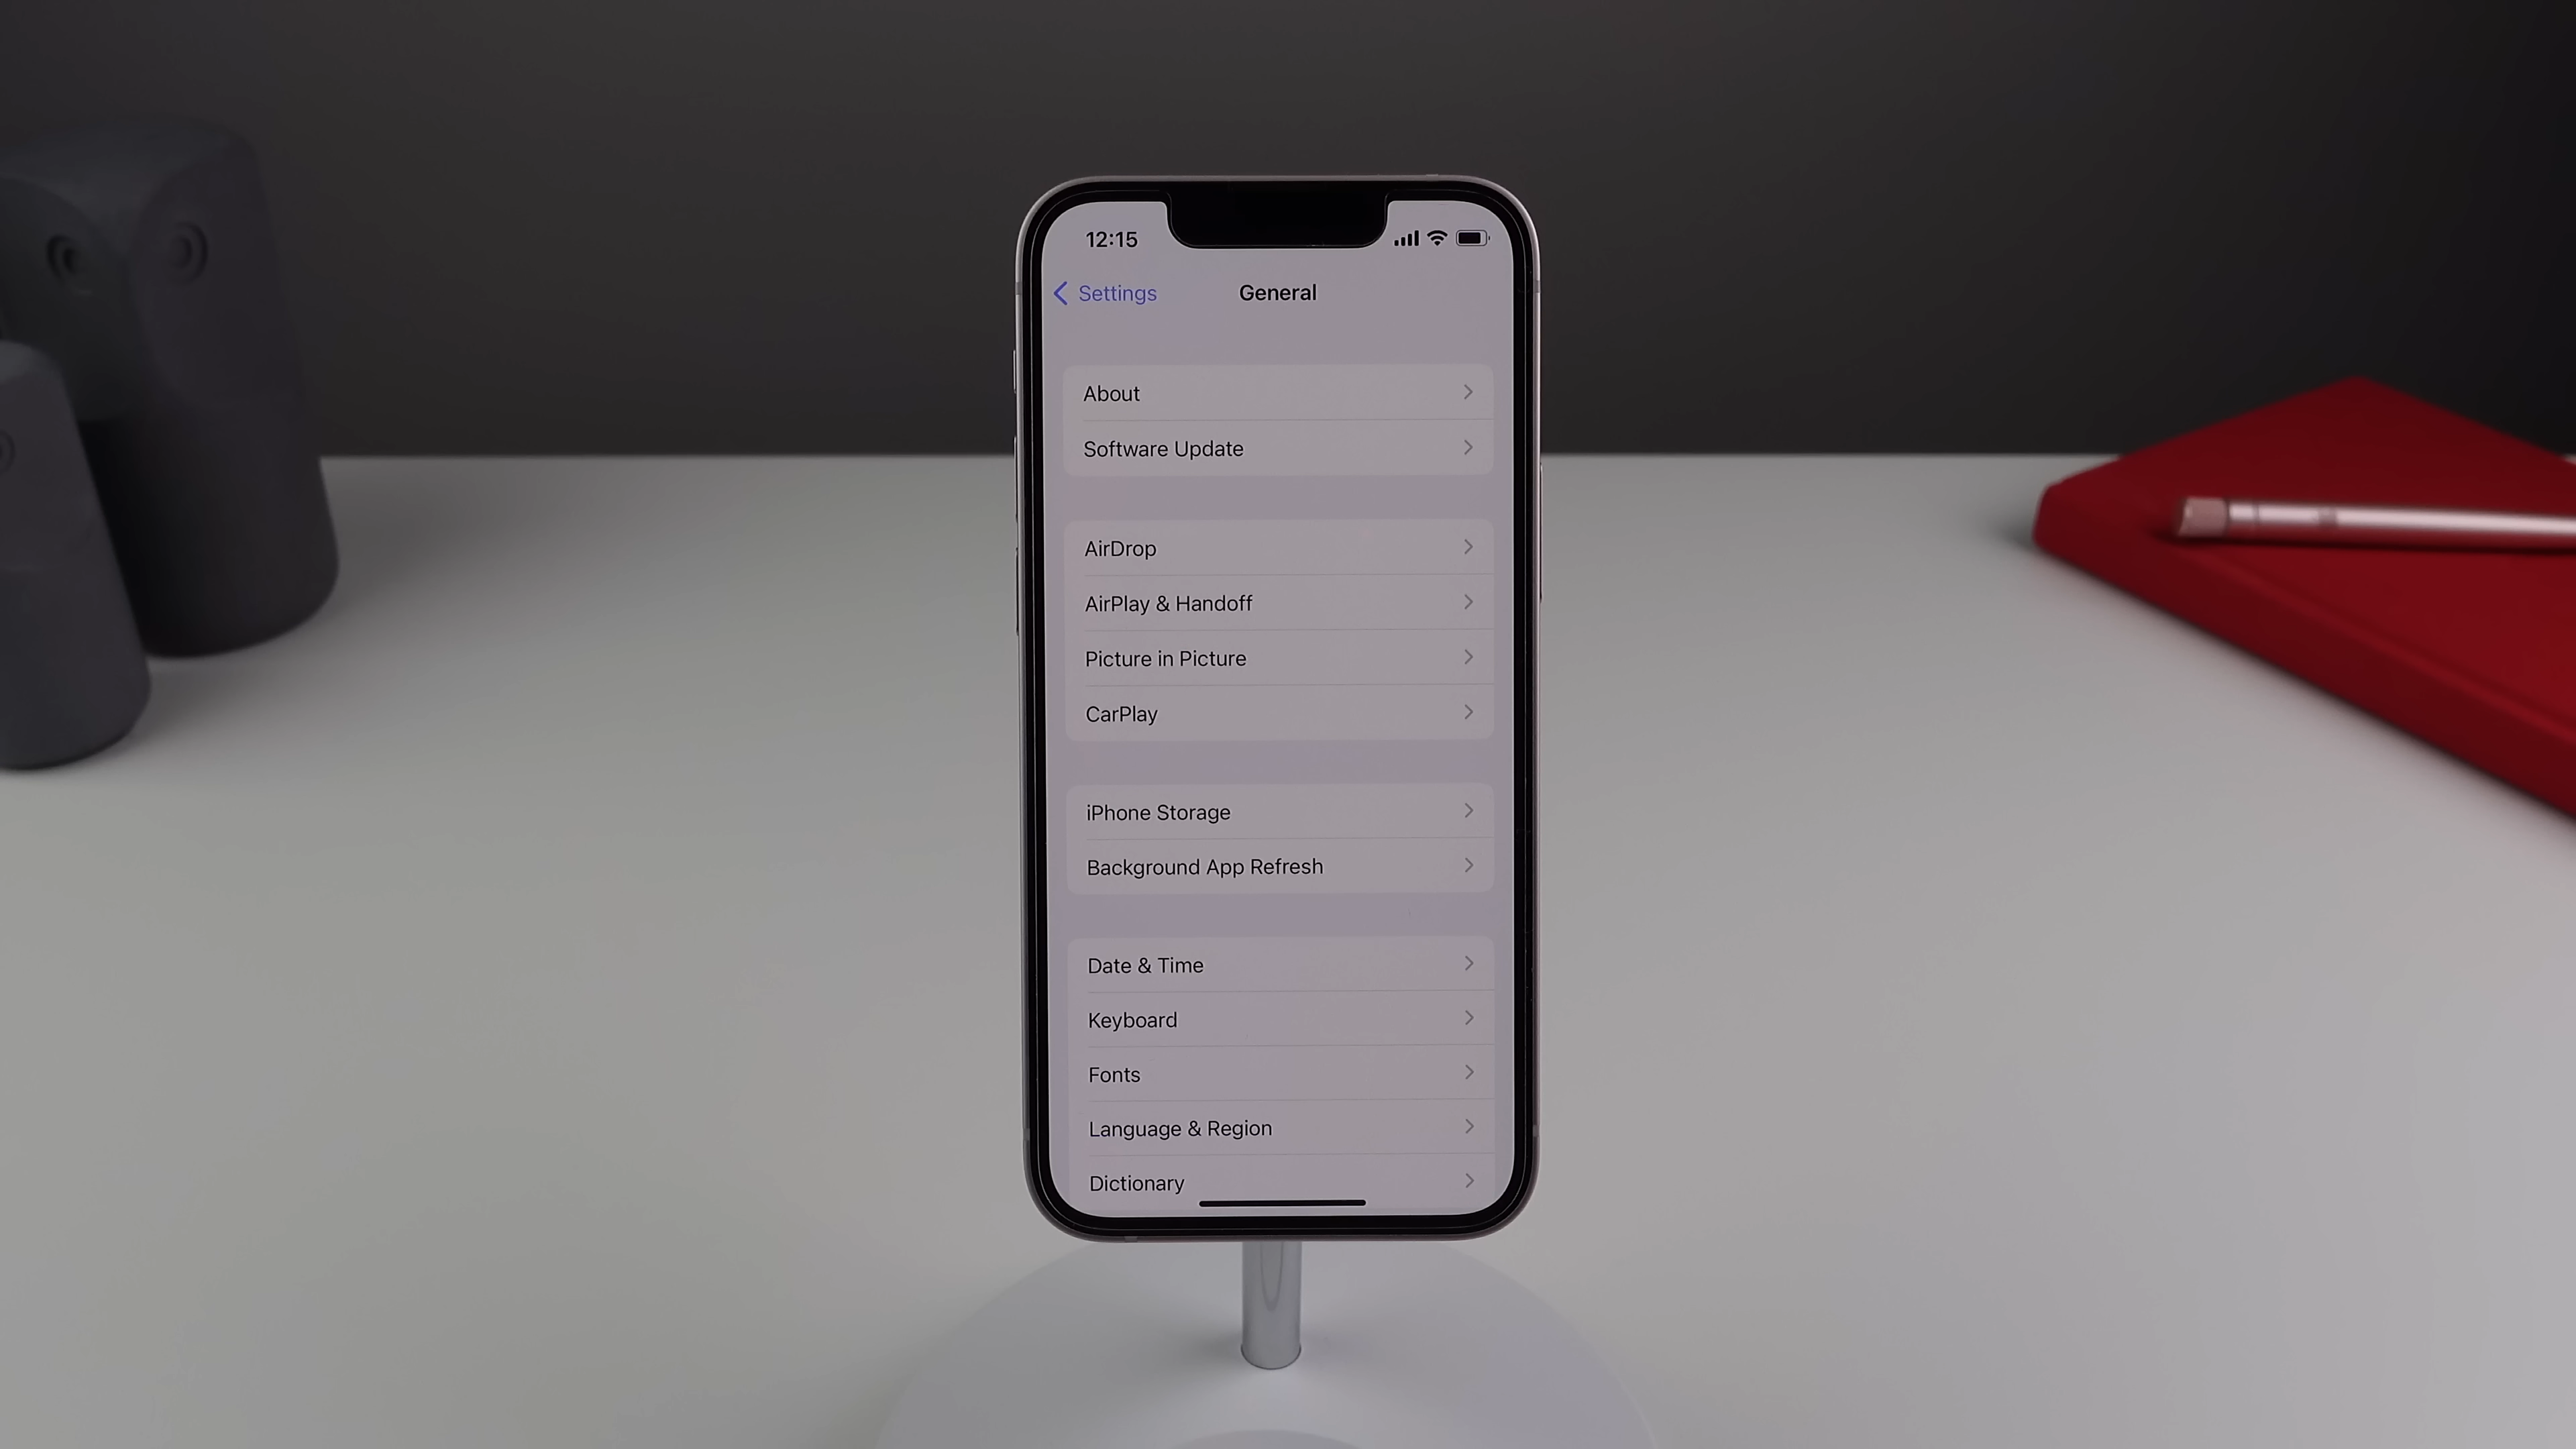 12:15
Settings
General
About
Software Update
AirDrop
AirPlay & Handoff
Picture in Picture
CarPlay
iPhone Storage
Background App Refresh
Date & Time
Keyboard
Fonts
Language & Region
Dictionary